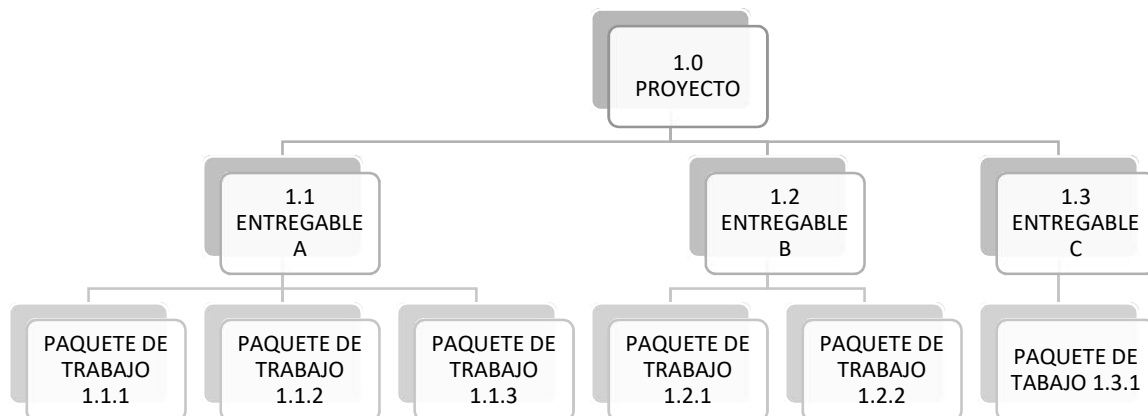 1.0
PROYECTO
1.1
ENTREGABLE
A
1.2
ENTREGABLE
B
1.3
ENTREGABLE
C
PAQUETE DE
TRABAJO
1.1.1
PAQUETE DE
TRABAJO
1.1.2
PAQUETE DE
TRABAJO
1.1.3
PAQUETE DE
TRABAJO
1.2.1
PAQUETE DE
TRABAJO
1.2.2
PAQUETE DE
TABAJO 1.3.1